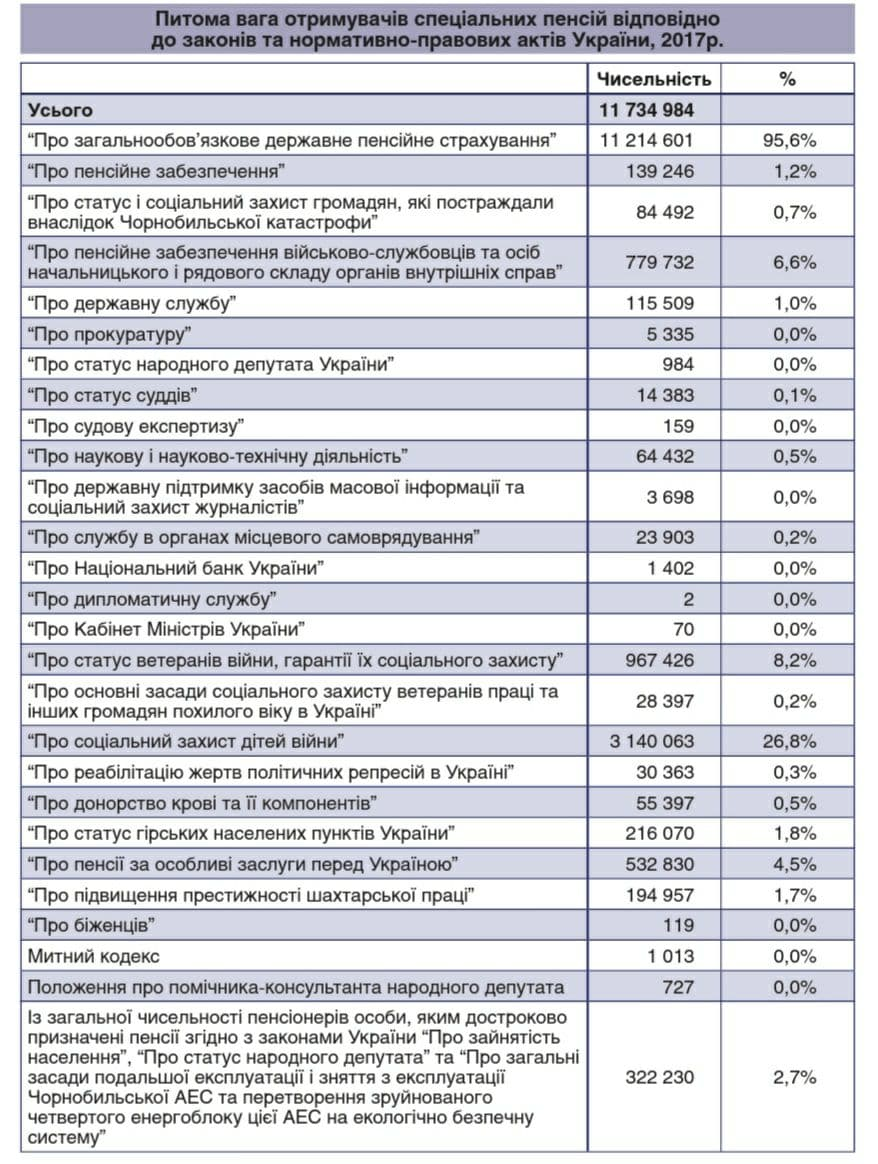 Питома вага отримувачів спеціальних пенсій відповідно
до законів та нормативно-правових актів України, 2017р.
Чисельність %
Усього 11 734 984
“Про загальнообов’язкове державне пенсійне страхування” 11 214 601 95,6%
“Про пенсійне забезпечення” 139 246 1,2%
“Про статус і соціальний захист громадян, які постраждали
внаслідок Чорнобильської катастрофи” 84 492 0,7%
“Про пенсійне забезпечення військово-службовців та осіб
начальницького і рядового складу органів внутрішніх справ” 779 732 6,6%
“Про державну службу” 115 509 1,0%
“Про прокуратуру” 5 335 0,0%
“Про статус народного депутата України” 984 0,0%
“Про статус суддів” 14 383 0,1%
“Про судову експертизу” 159 0,0%
“Про наукову і науково-технічну діяльність” 64 432 0,5%
“Про державну підтримку засобів масової інформації та
соціальний захист журналістів” 3 698 0,0%
“Про службу в органах місцевого самоврядування” 23 903 0,2%
“Про Національний банк України” 1 402 0,0%
“Про дипломатичну службу” 2 0,0%
“Про Кабінет Міністрів України” 70 0,0%
“Про статус ветеранів війни, гарантії їх соціального захисту” 967 426 8,2%
“Про основні засади соціального захисту ветеранів праці та
інших громадян похилого віку в Україні” 28 397 0,2%
“Про соціальний захист дітей війни” 3 140 063 26,8%
“Про реабілітацію жертв політичних репресій в Україні” 30 363 0,3%
“Про донорство крові та її компонентів” 55 397 0,5%
“Про статус гірських населених пунктів України” 216 070 1,8%
“Про пенсії за особливі заслуги перед Україною” 532 830 4,5%
“Про підвищення престижності шахтарської праці” 194 957 1,7%
“Про біженців” 119 0,0%
Митний кодекс 1 013 0,0%
Положення про помічника-консультанта народного депутата 727 0,0%
Із загальної чисельності пенсіонерів особи, яким достроково
призначені пенсії згідно з законами України “Про зайнятість
населення”, “Про статус народного депутата” та “Про загальні
засади подальшої експлуатації і зняття з експлуатації
Чорнобильської АЕС та перетворення зруйнованого
четвертого енергоблоку цієї АЕС на екологічно безпечну
систему” 322 230 2,7%